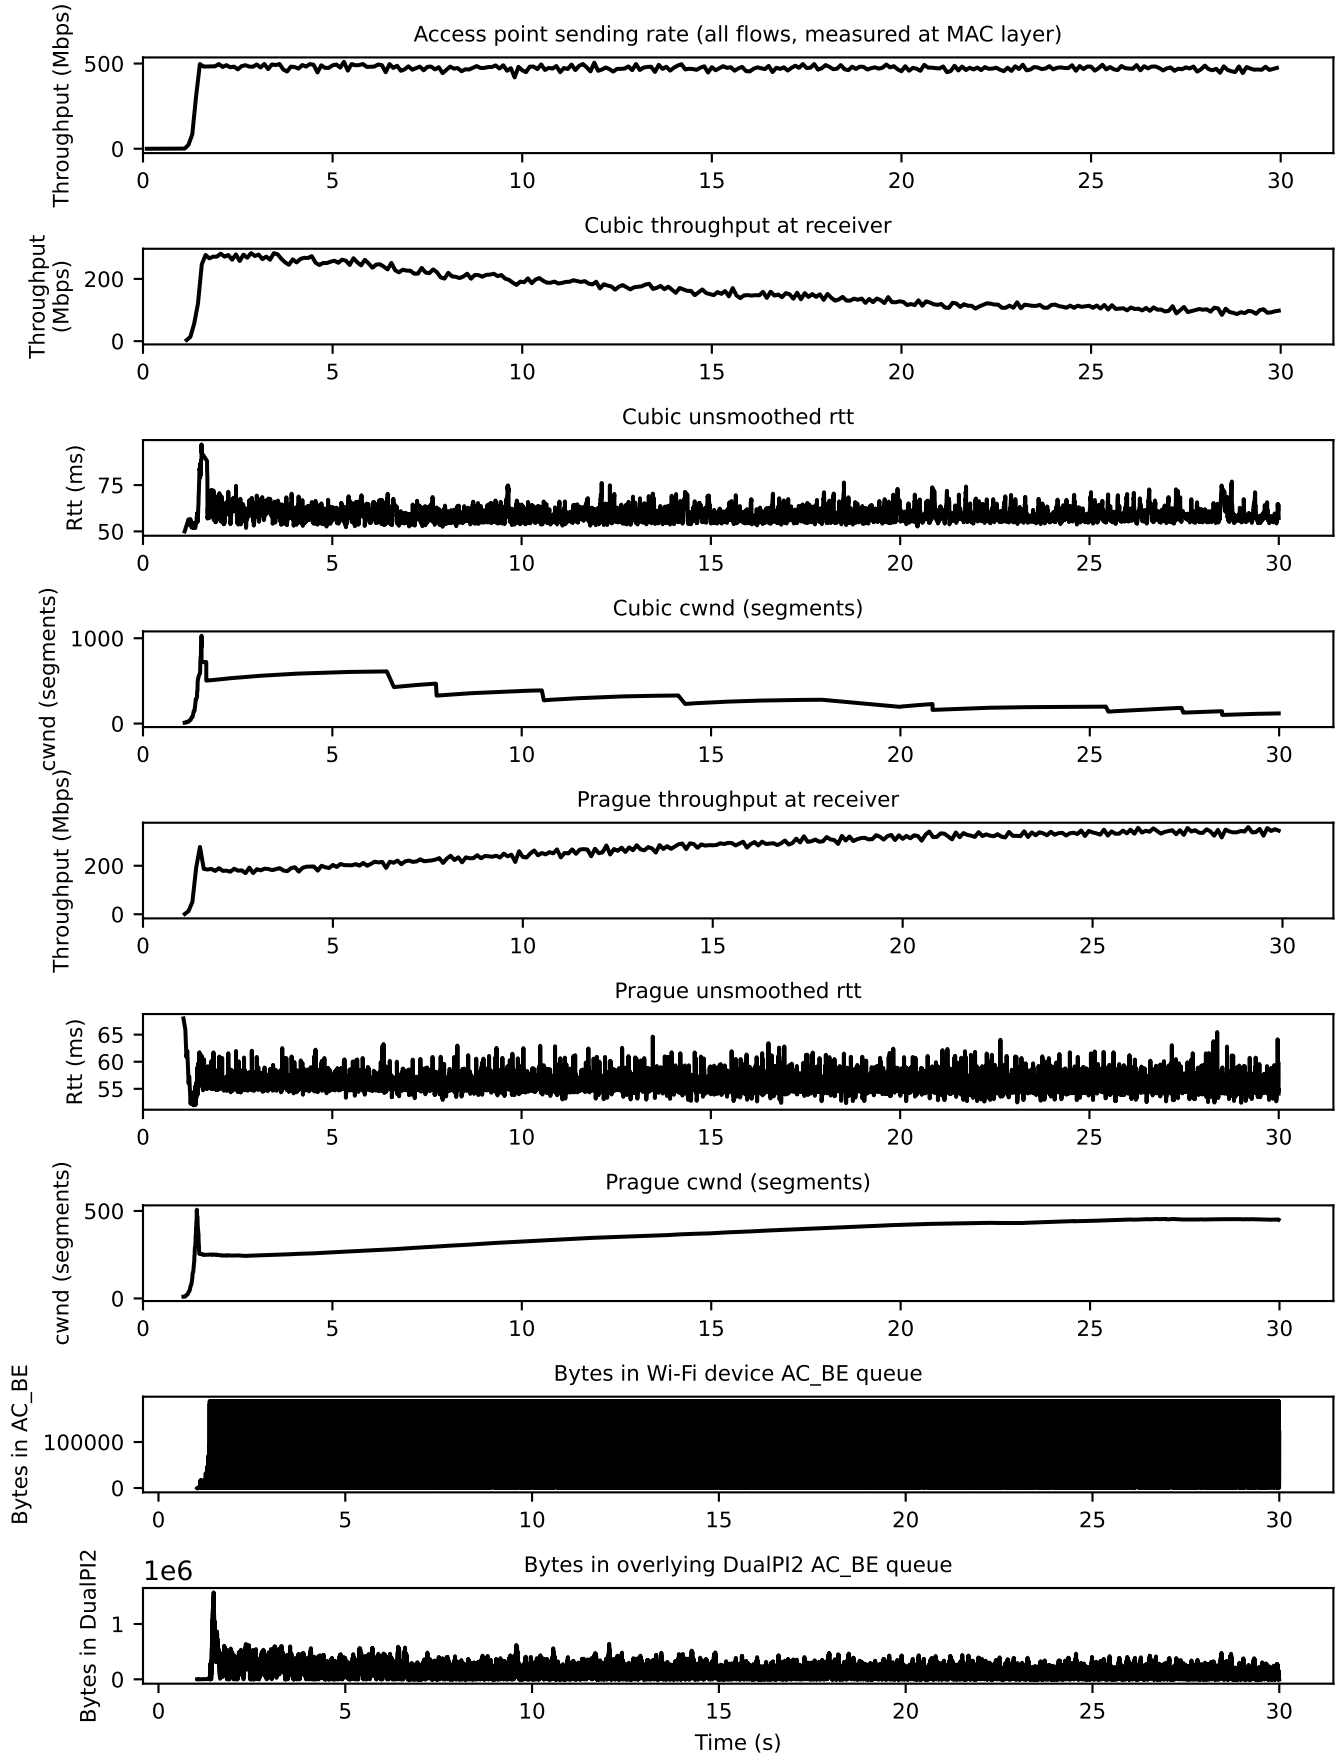 Access point sending rate (all flows, measured at MAC layer)
Throughput (Mbps)
500
0
0 5 10 15 20 25 30
Cubic throughput at receiver
Throughput
(Mbps)
200
0
0 5 10 15 20 25 30
Cubic unsmoothed rtt
Rtt (ms)
75
50
0 5 10 15 20 25 30
Cubic cwnd (segments)
cwnd (segments)
1000
0
0 5 10 15 20 25 30
Prague throughput at receiver
Throughput (Mbps)
200
0
0 5 10 15 20 25 30
Prague unsmoothed rtt
Rtt (ms)
65
60
55
0 5 10 15 20 25 30
Prague cwnd (segments)
cwnd (segments)
500
0
0 5 10 15 20 25 30
Bytes in Wi-Fi device AC_BE queue
Bytes in AC_BE
100000
0
0 5 10 15 20 25 30
Bytes in overlying DualPI2 AC_BE queue
1e6
Bytes in DualPI2
1
0
0 5 10 15 20 25 30
Time (s)